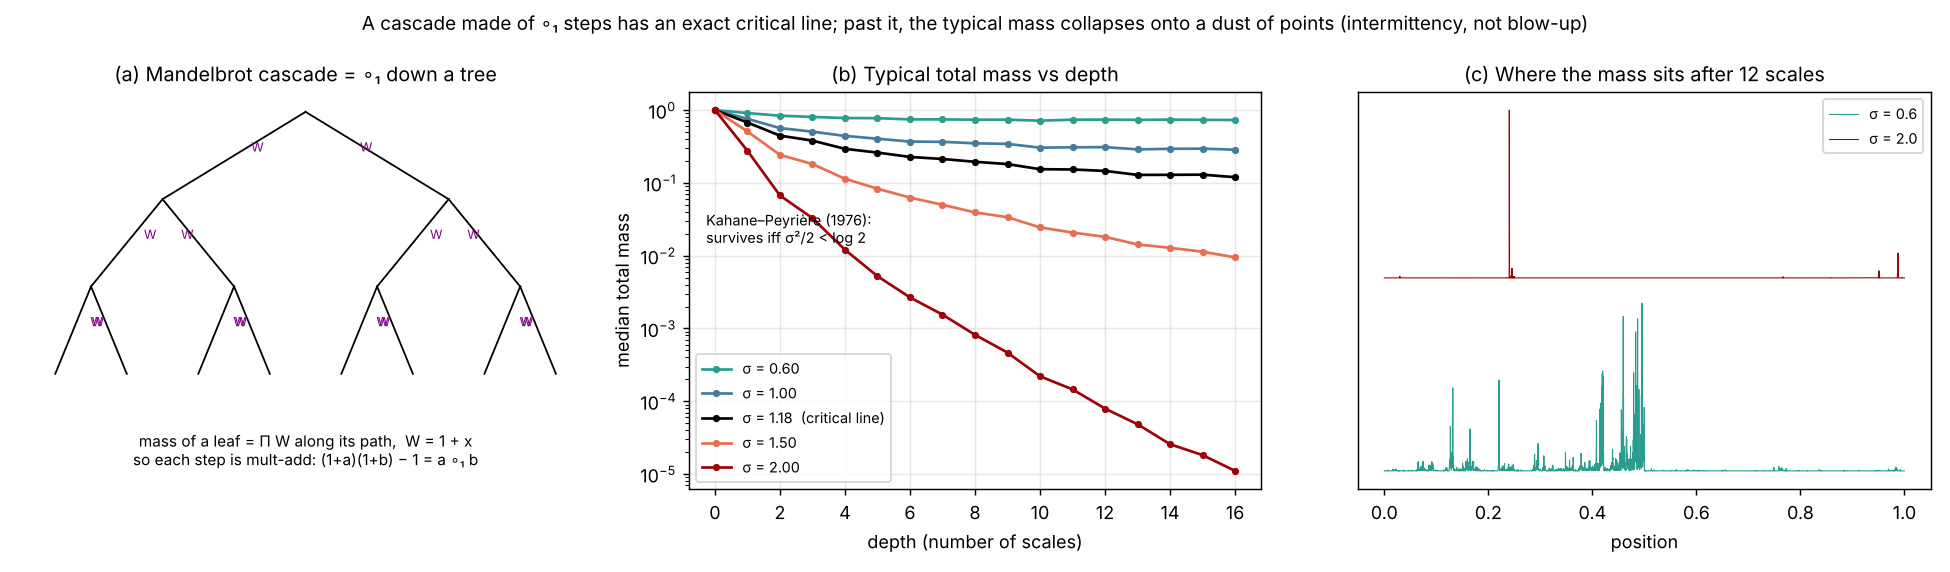 A cascade made of ∘₁ steps has an exact critical line; past it, the typical mass collapses onto a dust of points (intermittency, not blow-up)
(a) Mandelbrot cascade = ∘₁ down a tree
W W
W W W W
W W W W W W W W
mass of a leaf = Π W along its path, W = 1 + x
so each step is mult-add: (1+a)(1+b) − 1 = a ∘₁ b
(b) Typical total mass vs depth
median total mass
10⁰
10⁻¹
10⁻²
10⁻³
10⁻⁴
10⁻⁵
Kahane–Peyrière (1976):
survives iff σ²/2 < log 2
σ = 0.60
σ = 1.00
σ = 1.18 (critical line)
σ = 1.50
σ = 2.00
0 2 4 6 8 10 12 14 16
depth (number of scales)
(c) Where the mass sits after 12 scales
σ = 0.6
σ = 2.0
0.0 0.2 0.4 0.6 0.8 1.0
position